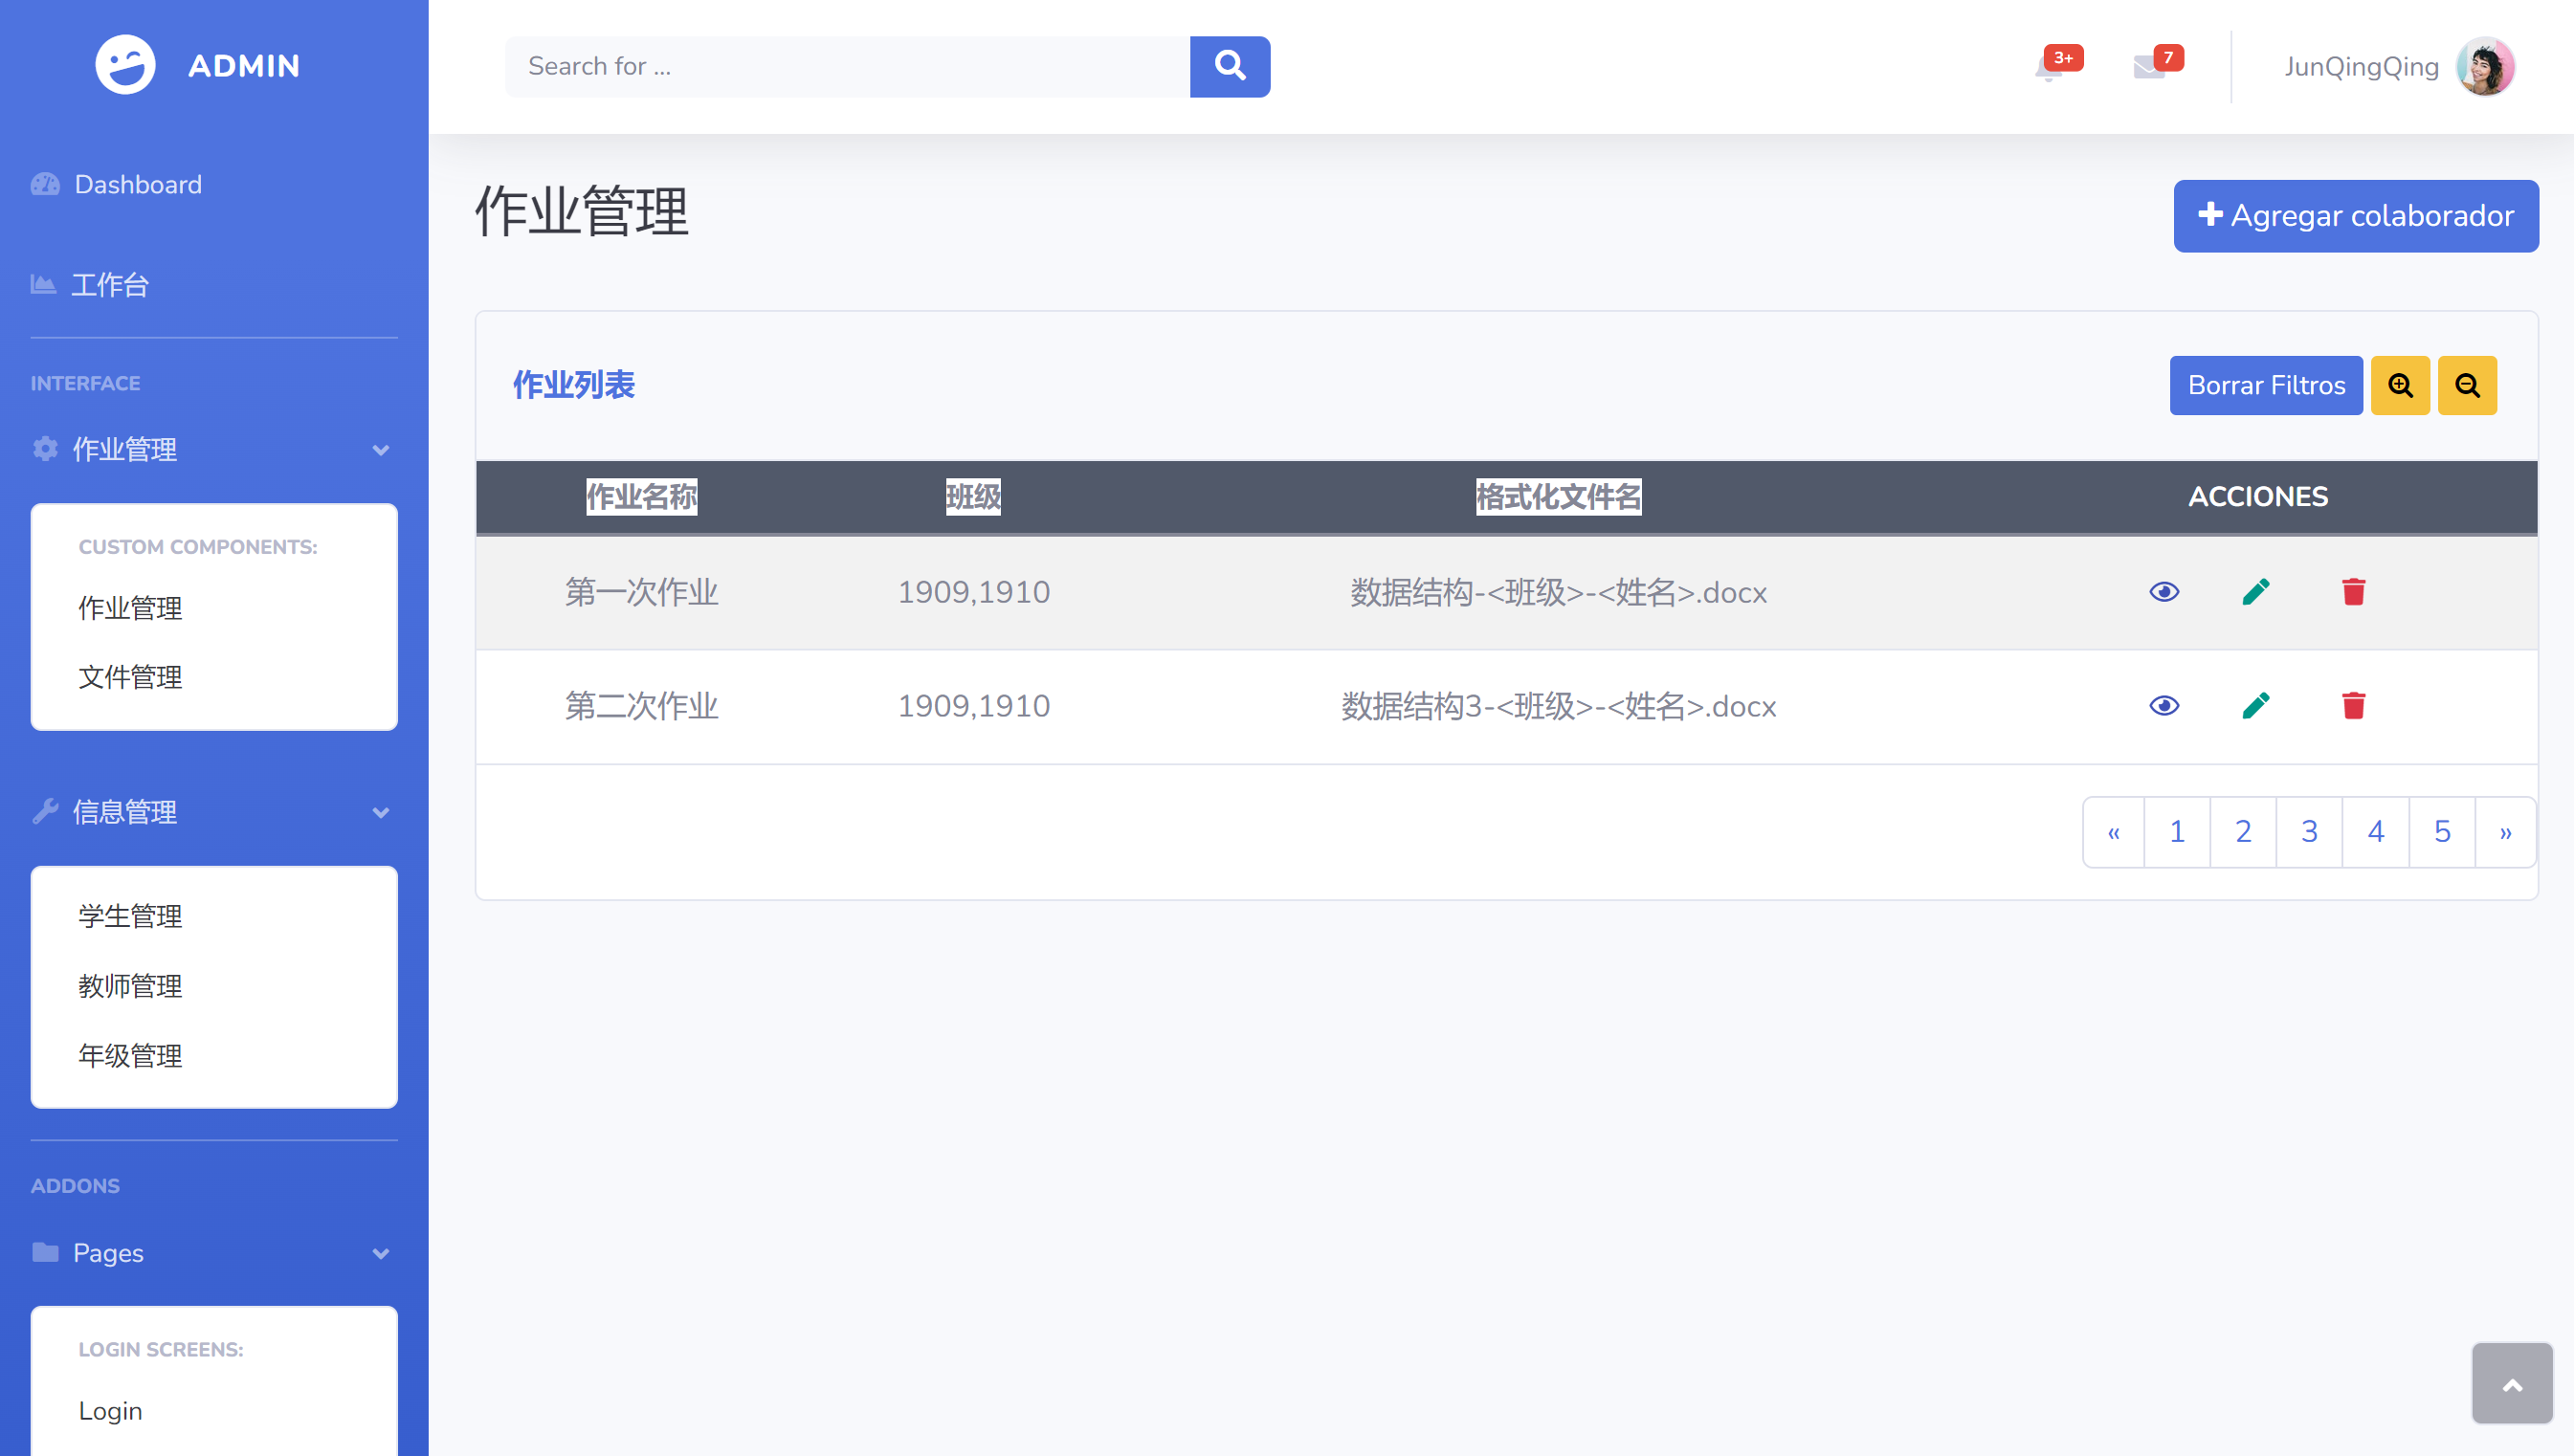 ADMIN
Search for ...
3+
7
JunQingQing
Dashboard
工作台
INTERFACE
作业管理
CUSTOM COMPONENTS:
作业管理
文件管理
信息管理
学生管理
教师管理
年级管理
ADDONS
Pages
LOGIN SCREENS:
Login
作业管理
Agregar colaborador
作业列表
Borrar Filtros
作业名称 班级 格式化文件名 ACCIONES
第一次作业 1909,1910 数据结构-<班级>-<姓名>.docx
第二次作业 1909,1910 数据结构3-<班级>-<姓名>.docx
« 1 2 3 4 5 »